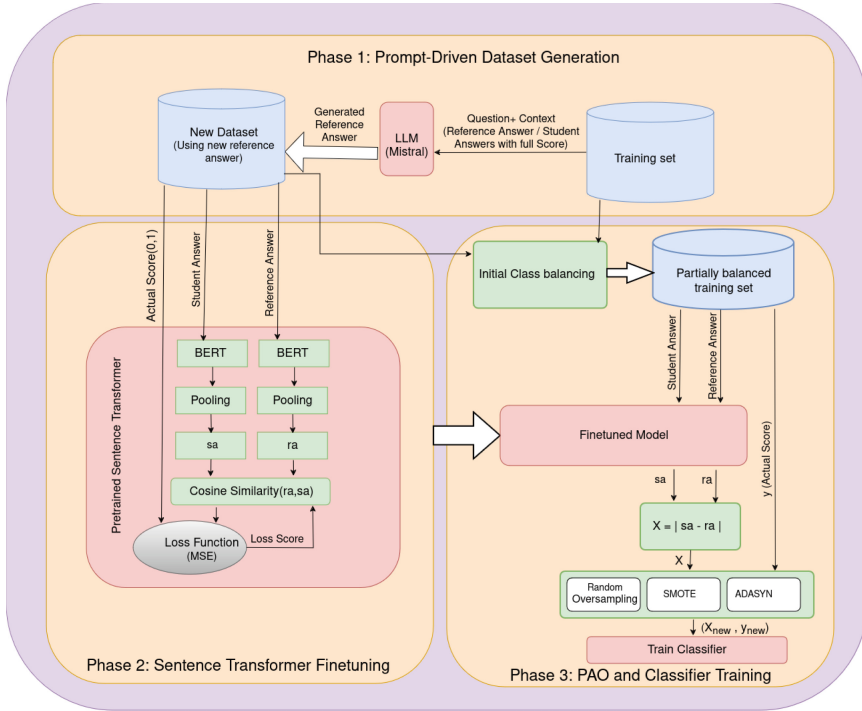 Phase 1: Prompt-Driven Dataset Generation
New Dataset
(Using new reference
answer)
Generated
Reference
Answer
LLM
(Mistral)
Question+ Context
(Reference Answer / Student
Answers with full Score)
Training set
Actual Score(0,1)
Student Answer
Reference Answer
Pretrained Sentence Transformer
BERT
BERT
Pooling
Pooling
sa
ra
Cosine Similarity(ra,sa)
Loss Function
(MSE)
Loss Score
Phase 2: Sentence Transformer Finetuning
Initial Class balancing
Partially balanced
training set
Student Answer
Reference Answer
y (Actual Score)
Finetuned Model
sa
ra
X = | sa - ra |
X
Random
Oversampling
SMOTE
ADASYN
(Xnew , ynew)
Train Classifier
Phase 3: PAO and Classifier Training